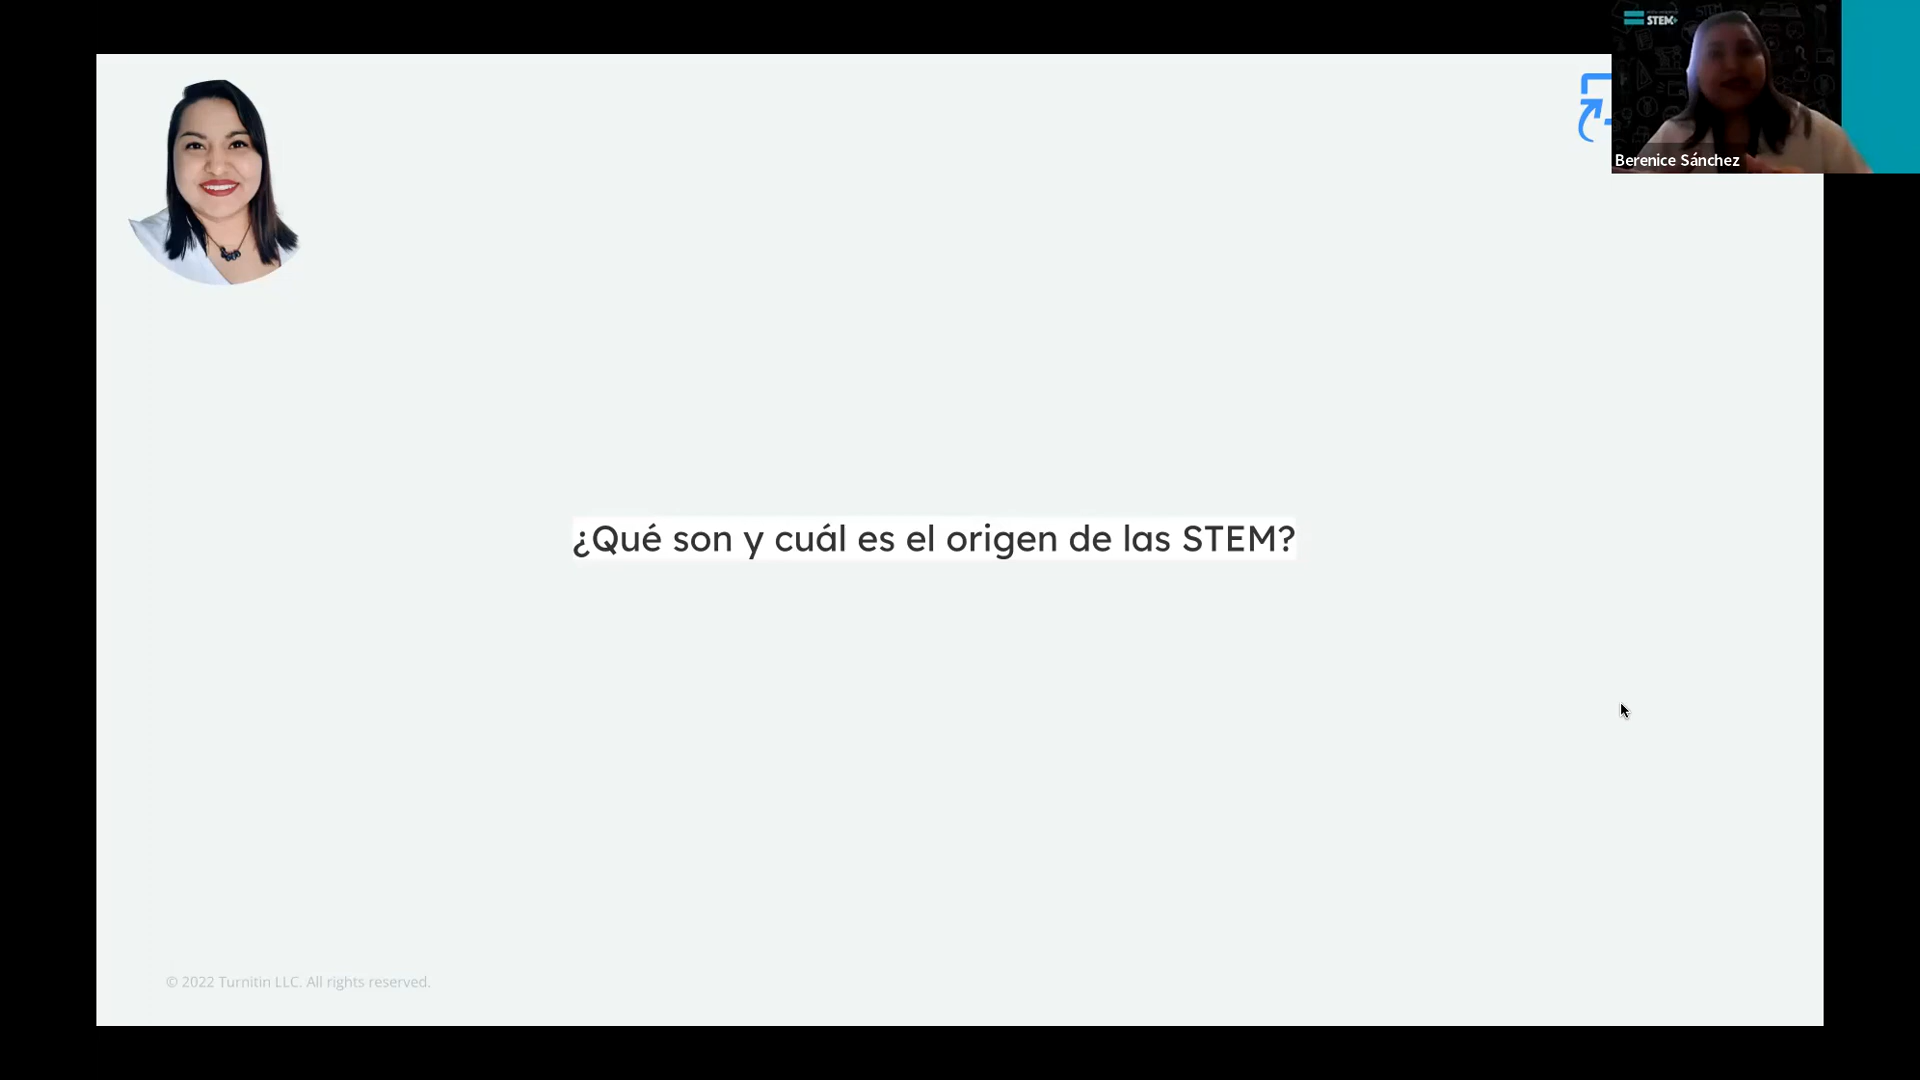 STEM+
Berenice Sánchez
¿Qué son y cuál es el origen de las STEM?
© 2022 Turnitin LLC. All rights reserved.